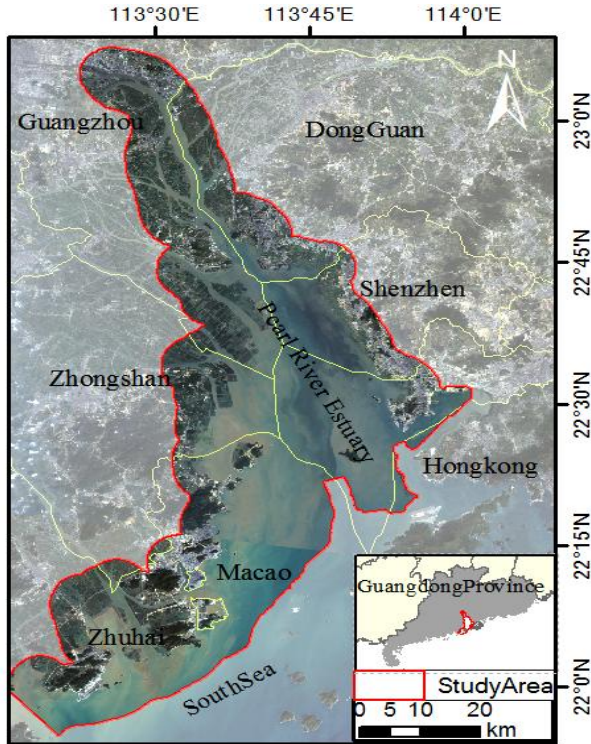 113°30'E 113°45'E 114°0'E
N
Guangzhou
DongGuan
23°0'N
22°45'N
Shenzhen
Pearl River Estuary
Zhongshan
22°30'N
Hongkong
22°15'N
Macao
GuangdongProvince
Zhuhai
SouthSea
StudyArea
22°0'N
0 5 10 20
km